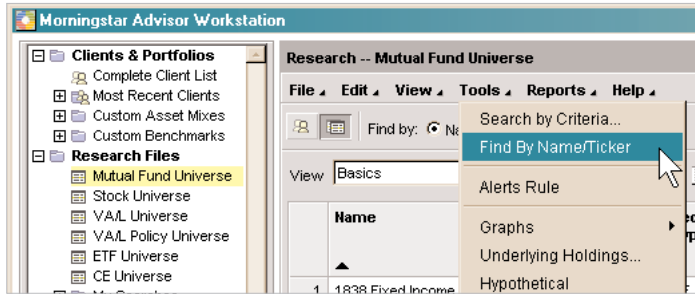 Morningstar Advisor Workstation
Clients & Portfolios
Complete Client List
Most Recent Clients
Custom Asset Mixes
Custom Benchmarks
Research Files
Mutual Fund Universe
Stock Universe
VA/L Universe
VA/L Policy Universe
ETF Universe
CE Universe
Research -- Mutual Fund Universe
File Edit View Tools Reports Help
Find by:
View Basics
Name
1 1838 Fixed Income
Search by Criteria...
Find By Name/Ticker
Alerts Rule
Graphs
Underlying Holdings...
Hypothetical